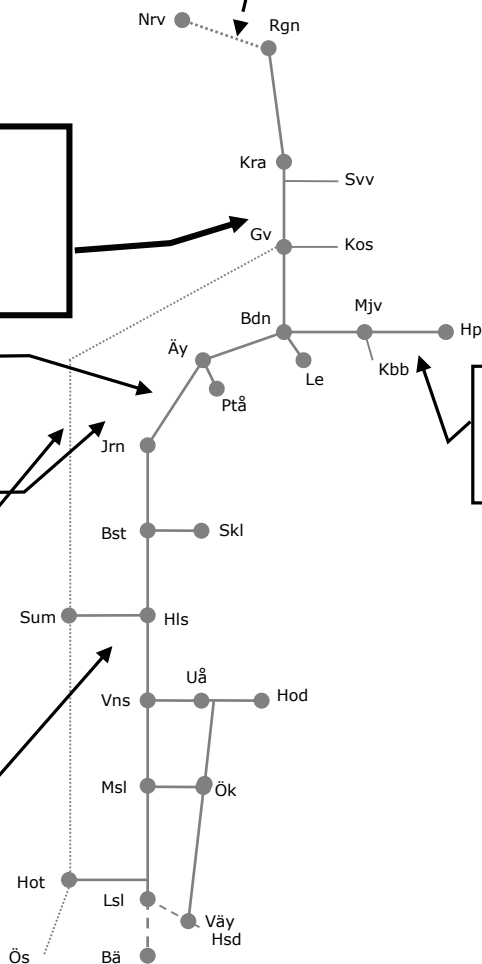 Nrv
Rgn
Kra
Svv
Gv
Kos
Bdn
Mjv
Hp
Äy
Kbb
Le
Ptå
Jrn
Bst
Skl
Sum
Hls
Uå
Vns
Hod
Msl
Ök
Hot
Lsl
Väy
Hsd
Ös
Bä